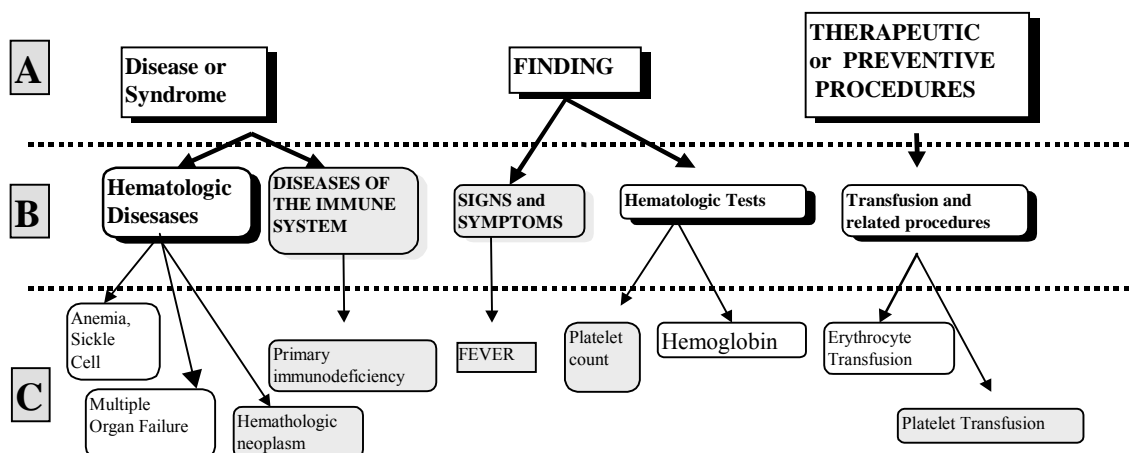 A
Disease or
Syndrome
FINDING
THERAPEUTIC
or PREVENTIVE
PROCEDURES
B
Hematologic
Disesases
DISEASES OF
THE IMMUNE
SYSTEM
SIGNS and
SYMPTOMS
Hematologic Tests
Transfusion and
related procedures
C
Anemia,
Sickle
Cell
Multiple
Organ Failure
Hemathologic
neoplasm
Primary
immunodeficiency
FEVER
Platelet
count
Hemoglobin
Erythrocyte
Transfusion
Platelet Transfusion